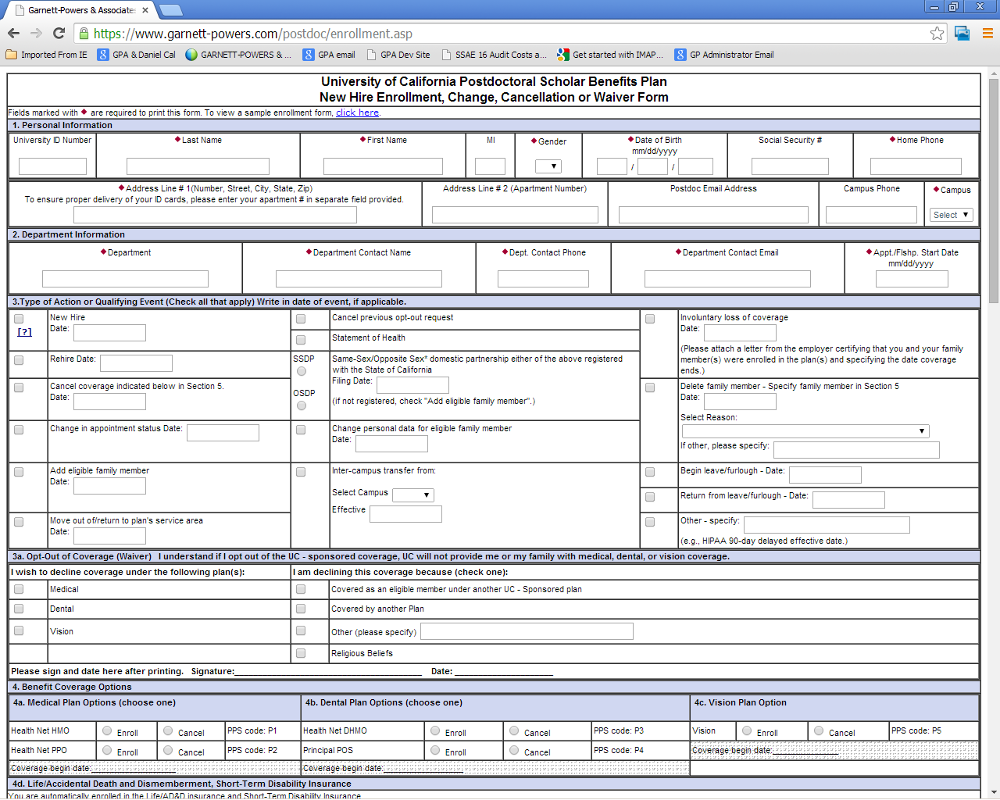 Garnett-Powers & Associates
https://www.garnett-powers.com/postdoc/enrollment.asp
Imported From IE GPA & Daniel Cal GARNETT-POWERS & ... GPA email GPA Dev Site SSAE 16 Audit Costs a... Get started with IMAP... GP Administrator Email
University of California Postdoctoral Scholar Benefits Plan
New Hire Enrollment, Change, Cancellation or Waiver Form
Fields marked with ◆ are required to print this form. To view a sample enrollment form, click here.
1. Personal Information
University ID Number ◆Last Name ◆First Name MI ◆Gender ◆Date of Birth Social Security # ◆Home Phone
mm/dd/yyyy
/ /
◆Address Line # 1(Number, Street, City, State, Zip) Address Line # 2 (Apartment Number) Postdoc Email Address Campus Phone ◆Campus
To ensure proper delivery of your ID cards, please enter your apartment # in separate field provided.
Select
2. Department Information
◆Department ◆Department Contact Name ◆Dept. Contact Phone ◆Department Contact Email ◆Appt./Flshp. Start Date
mm/dd/yyyy
3.Type of Action or Qualifying Event (Check all that apply) Write in date of event, if applicable.
[?]
New Hire
Date:
Rehire Date:
Cancel coverage indicated below in Section 5.
Date:
Change in appointment status Date:
Add eligible family member
Date:
Move out of/return to plan's service area
Date:
Cancel previous opt-out request
Statement of Health
SSDP
OSDP
Same-Sex/Opposite Sex* domestic partnership either of the above registered
with the State of California
Filing Date:
(if not registered, check "Add eligible family member".)
Change personal data for eligible family member
Date:
Inter-campus transfer from:
Select Campus
Effective
Involuntary loss of coverage
Date:
(Please attach a letter from the employer certifying that you and your family
member(s) were enrolled in the plan(s) and specifying the date coverage
ends.)
Delete family member - Specify family member in Section 5
Date:
Select Reason:
If other, please specify:
Begin leave/furlough - Date:
Return from leave/furlough - Date:
Other - specify:
(e.g., HIPAA 90-day delayed effective date.)
3a. Opt-Out of Coverage (Waiver) I understand if I opt out of the UC - sponsored coverage, UC will not provide me or my family with medical, dental, or vision coverage.
I wish to decline coverage under the following plan(s): I am declining this coverage because (check one):
Medical Covered as an eligible member under another UC - Sponsored plan
Dental Covered by another Plan
Vision Other (please specify)
Religious Beliefs
Please sign and date here after printing. Signature: Date:
4. Benefit Coverage Options
4a. Medical Plan Options (choose one) 4b. Dental Plan Options (choose one) 4c. Vision Plan Option
Health Net HMO Enroll Cancel PPS code: P1 Health Net DHMO Enroll Cancel PPS code: P3 Vision Enroll Cancel PPS code: P5
Health Net PPO Enroll Cancel PPS code: P2 Principal POS Enroll Cancel PPS code: P4 Coverage begin date:
Coverage begin date: Coverage begin date:
4d. Life/Accidental Death and Dismemberment, Short-Term Disability Insurance
You are automatically enrolled in the Life/AD&D insurance and Short-Term Disability Insurance